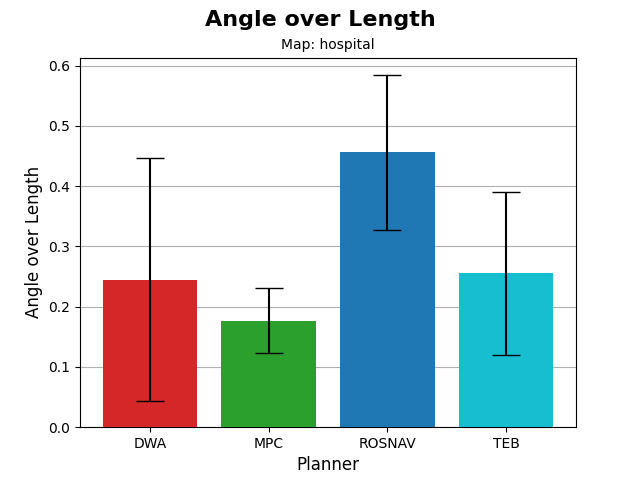 Angle over Length
Map: hospital
Angle over Length
0.6
0.5
0.4
0.3
0.2
0.1
0.0
DWA MPC ROSNAV TEB
Planner